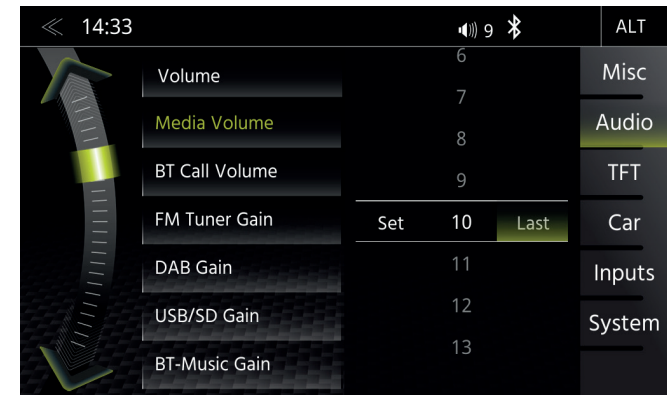 14:33 9 ALT
Volume
Media Volume
BT Call Volume
FM Tuner Gain
DAB Gain
USB/SD Gain
BT-Music Gain
6
7
8
9
Set 10 Last
11
12
13
Misc
Audio
TFT
Car
Inputs
System